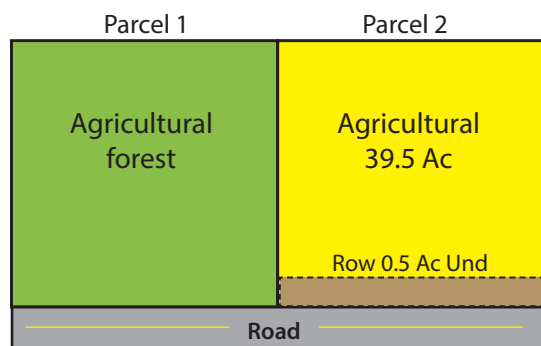 Parcel 1
Parcel 2
Agricultural
forest
Agricultural
39.5 Ac
Row 0.5 Ac Und
Road